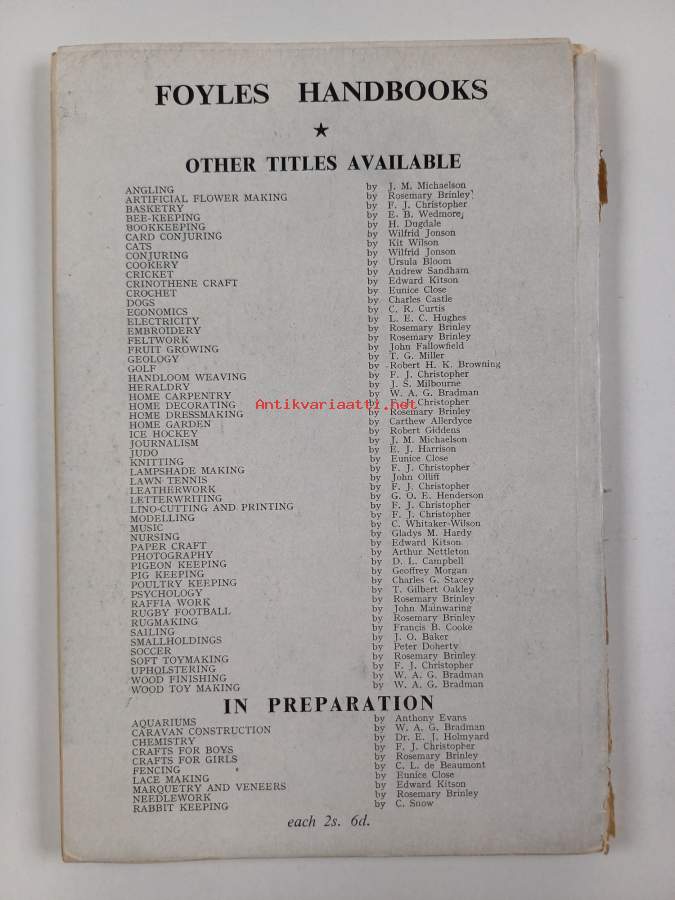 FOYLES HANDBOOKS
★
OTHER TITLES AVAILABLE
ANGLING by J. M. Michaelson
ARTIFICIAL FLOWER MAKING by Rosemary Brinley
BASKETRY by F. J. Christopher
BEE-KEEPING by E. B. Wedmore
BOOKKEEPING by H. Dugdale
CARD CONJURING by Wilfrid Jonson
CATS by Kit Wilson
CONJURING by Wilfrid Jonson
COOKERY by Ursula Bloom
CRICKET by Andrew Sandham
CRINOTHENE CRAFT by Edward Kitson
CROCHET by Eunice Close
DOGS by Charles Castle
ECONOMICS by C. R. Curtis
ELECTRICITY by L. E. C. Hughes
EMBROIDERY by Rosemary Brinley
FELTWORK by Rosemary Brinley
FRUIT GROWING by John Fallowfield
GEOLOGY by T. G. Miller
GOLF by Robert H. K. Browning
HANDLOOM WEAVING by F. J. Christopher
HERALDRY by J. S. Milbourne
HOME CARPENTRY by W. A. G. Bradman
HOME DECORATING by F. J. Christopher
Antikvariaatti.net
HOME DRESSMAKING by Rosemary Brinley
HOME GARDEN by Carthew Allerdyce
ICE HOCKEY by Robert Giddens
JOURNALISM by J. M. Michaelson
JUDO by E. J. Harrison
KNITTING by Eunice Close
LAMPSHADE MAKING by F. J. Christopher
LAWN TENNIS by John Olliff
LEATHERWORK by F. J. Christopher
LETTERWRITING by G. O. E. Henderson
LINO-CUTTING AND PRINTING by F. J. Christopher
MODELLING by F. J. Christopher
MUSIC by C. Whitaker-Wilson
NURSING by Gladys M. Hardy
PAPER CRAFT by Edward Kitson
PHOTOGRAPHY by Arthur Nettleton
PIGEON KEEPING by D. L. Campbell
PIG KEEPING by Geoffrey Morgan
POULTRY KEEPING by Charles G. Stacey
PSYCHOLOGY by T. Gilbert Oakley
RAFFIA WORK by Rosemary Brinley
RUGBY FOOTBALL by John Mainwaring
RUGMAKING by Rosemary Brinley
SAILING by Francis B. Cooke
SMALLHOLDINGS by J. O. Baker
SOCCER by Peter Doherty
SOFT TOYMAKING by Rosemary Brinley
UPHOLSTERING by F. J. Christopher
WOOD FINISHING by W. A. G. Bradman
WOOD TOY MAKING by W. A. G. Bradman
IN PREPARATION
AQUARIUMS by Anthony Evans
CARAVAN CONSTRUCTION by W. A. G. Bradman
CHEMISTRY by Dr. E. J. Holmyard
CRAFTS FOR BOYS by F. J. Christopher
CRAFTS FOR GIRLS by Rosemary Brinley
FENCING by C. L. de Beaumont
LACE MAKING by Eunice Close
MARQUETRY AND VENEERS by Edward Kitson
NEEDLEWORK by Rosemary Brinley
RABBIT KEEPING by C. Snow
each 2s. 6d.